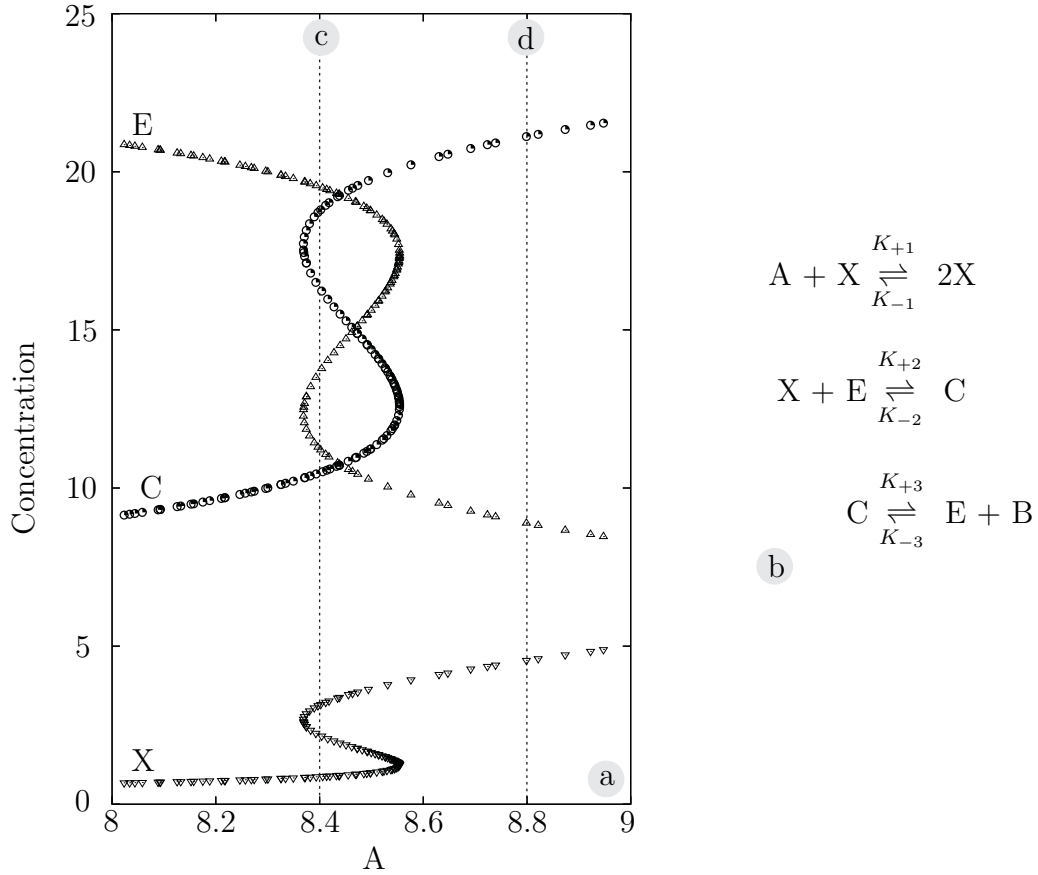 25
20
15
10
5
0
Concentration
c
d
E
C
X
a
8
8.2
8.4
8.6
8.8
9
A
K+1
A + X ⇌ 2X
K−1
K+2
X + E ⇌ C
K−2
K+3
C ⇌ E + B
K−3
b